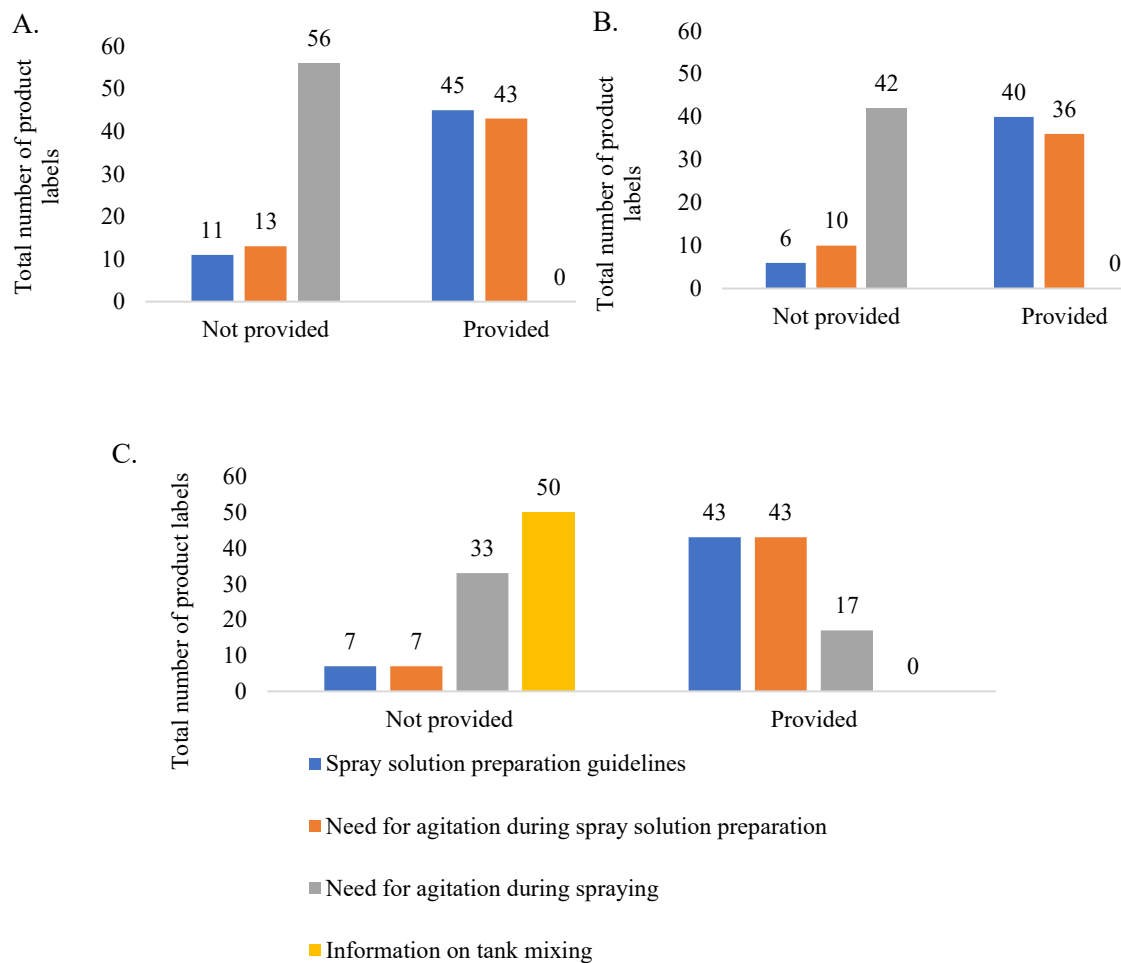 A.
Total number of product
labels
60
50
40
30
20
10
0
11
13
56
45
43
0
Not provided
Provided
B.
Total number of product
labels
60
50
40
30
20
10
0
6
10
42
40
36
0
Not provided
Provided
C.
Total number of product labels
60
50
40
30
20
10
0
7
7
33
50
43
43
17
0
Not provided
Provided
Spray solution preparation guidelines
Need for agitation during spray solution preparation
Need for agitation during spraying
Information on tank mixing